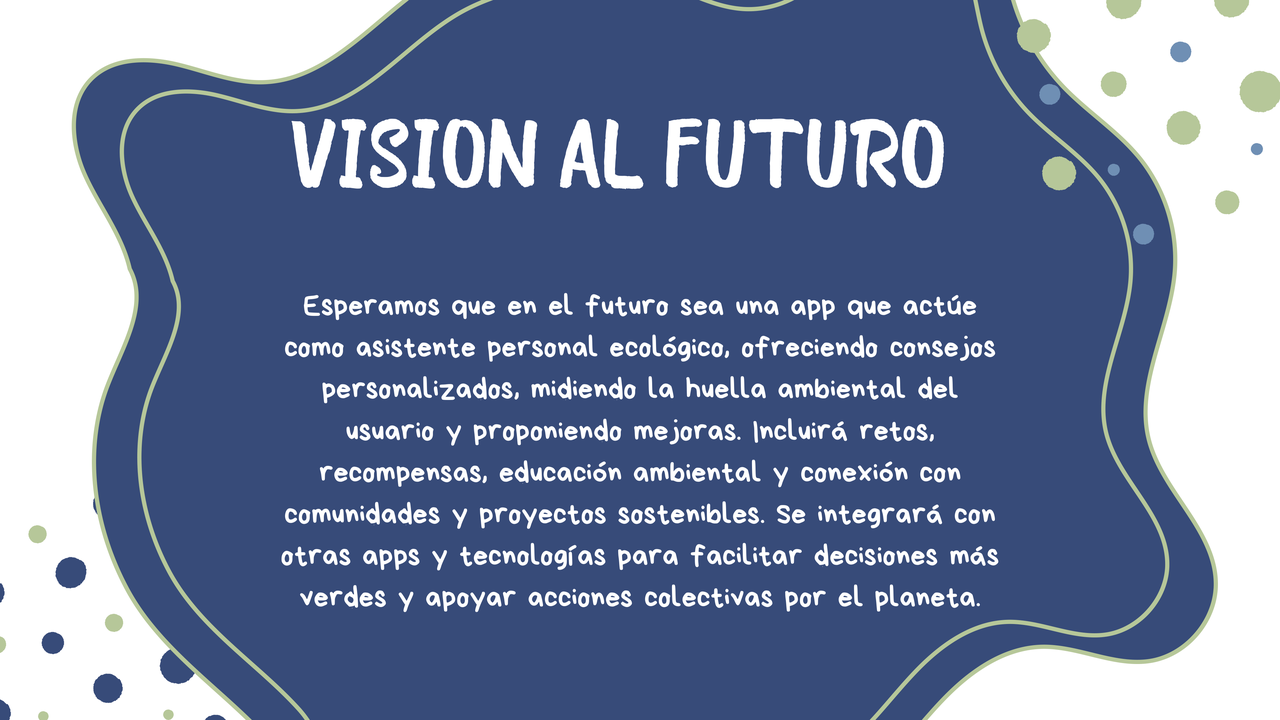 VISION AL FUTURO
Esperamos que en el futuro sea una app que actúe
como asistente personal ecológico, ofreciendo consejos
personalizados, midiendo la huella ambiental del
usuario y proponiendo mejoras. Incluirá retos,
recompensas, educación ambiental y conexión con
comunidades y proyectos sostenibles. Se integrará con
otras apps y tecnologías para facilitar decisiones más
verdes y apoyar acciones colectivas por el planeta.